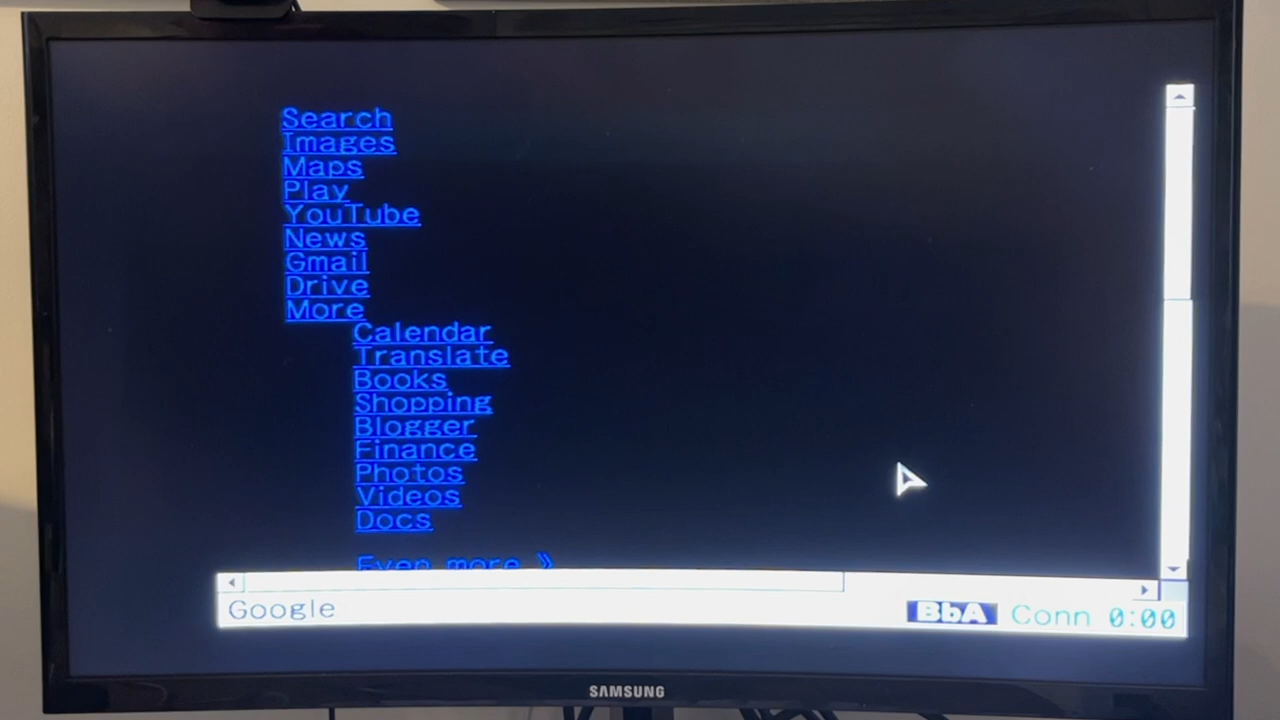 Search
Images
Maps
Play
YouTube
News
Gmail
Drive
More
Calendar
Translate
Books
Shopping
Blogger
Finance
Photos
Videos
Docs
Even more »
Google
BbA Conn 0:00
SAMSUNG